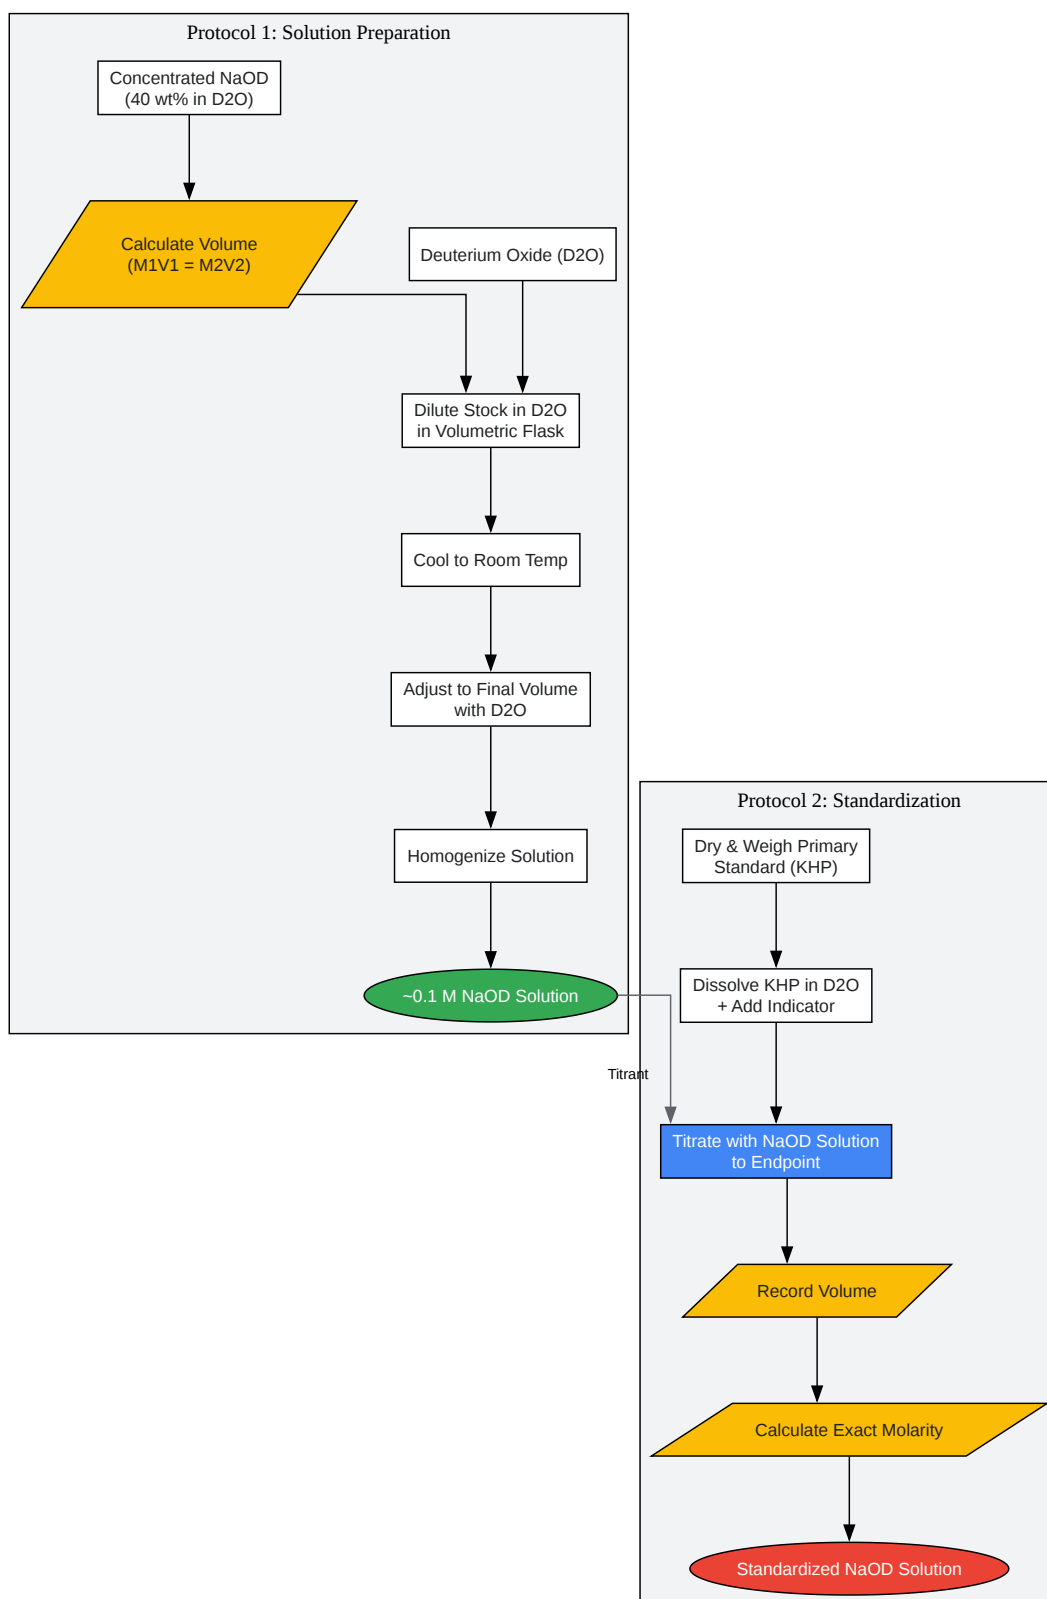 Protocol 1: Solution Preparation
Concentrated NaOD
(40 wt% in D2O)
Calculate Volume
(M1V1 = M2V2)
Deuterium Oxide (D2O)
Dilute Stock in D2O
in Volumetric Flask
Cool to Room Temp
Adjust to Final Volume
with D2O
Homogenize Solution
~0.1 M NaOD Solution
Titrant
Protocol 2: Standardization
Dry & Weigh Primary
Standard (KHP)
Dissolve KHP in D2O
+ Add Indicator
Titrate with NaOD Solution
to Endpoint
Record Volume
Calculate Exact Molarity
Standardized NaOD Solution